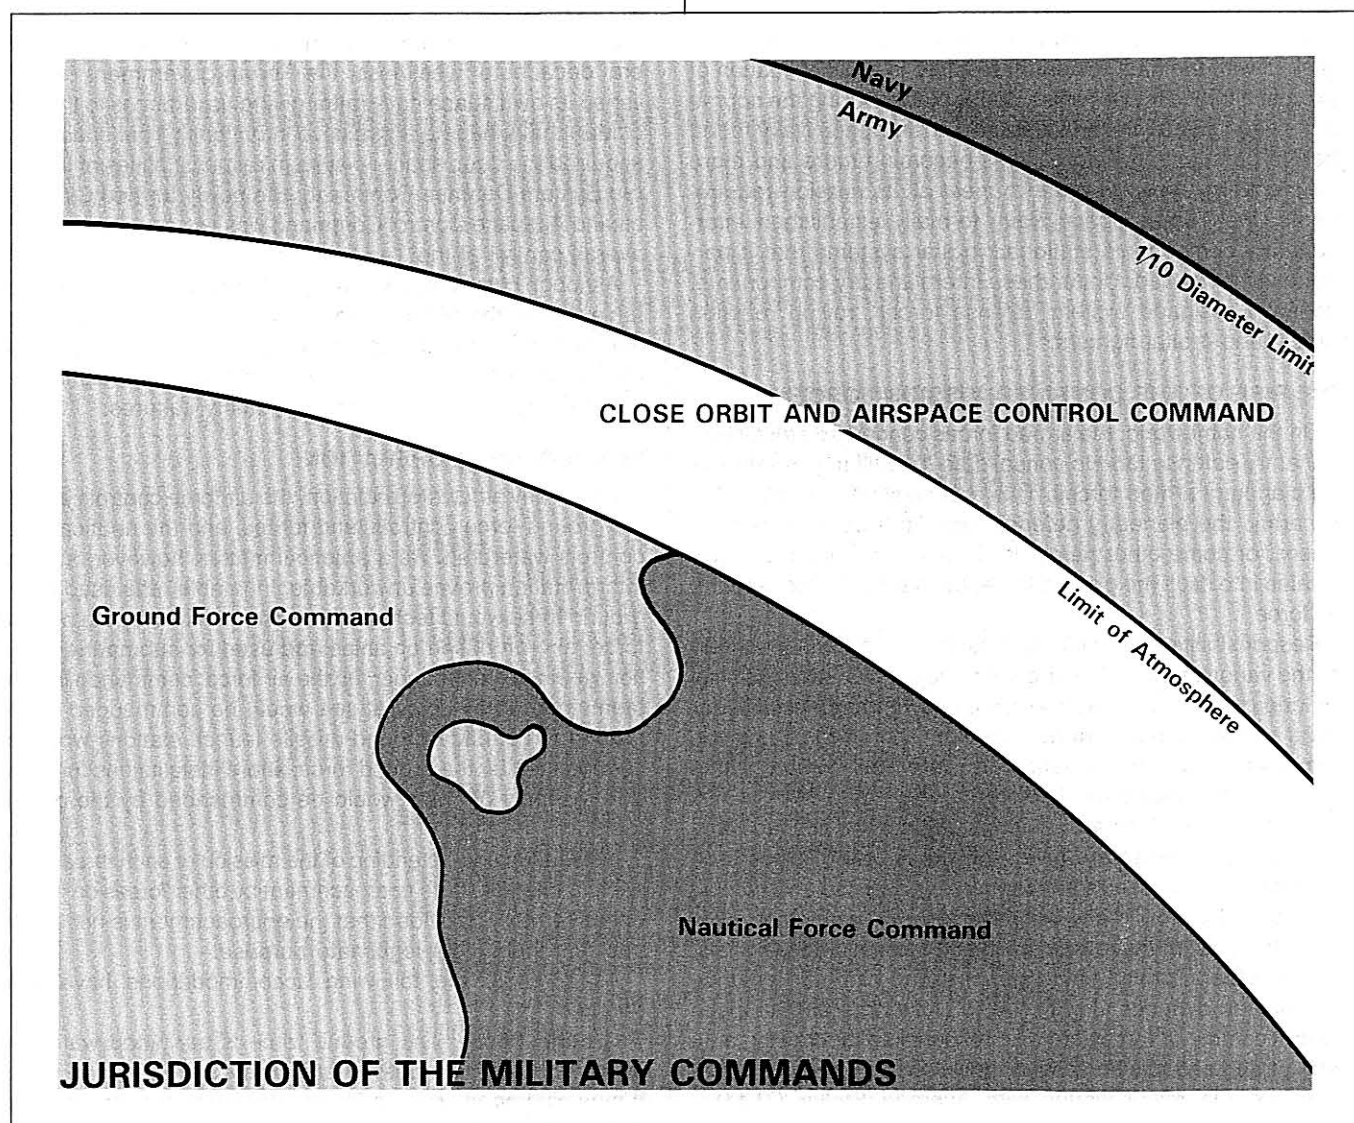 Navy
Army
1/10 Diameter Limit
CLOSE ORBIT AND AIRSPACE CONTROL COMMAND
Limit of Atmosphere
Ground Force Command
Nautical Force Command
JURISDICTION OF THE MILITARY COMMANDS